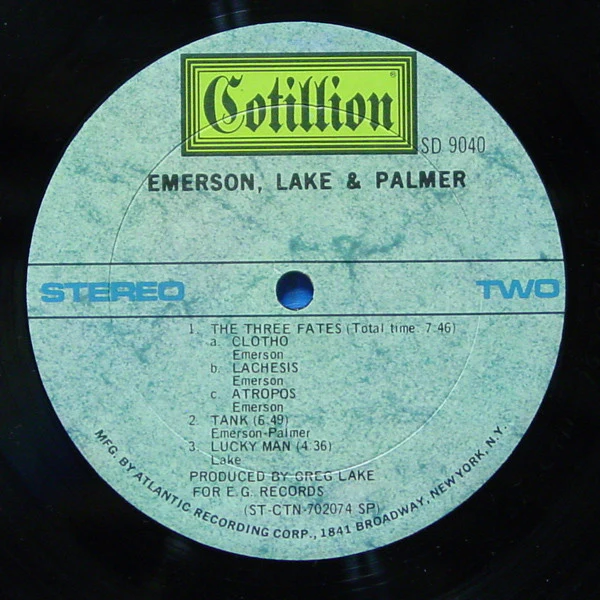 Cotillion®
SD 9040
EMERSON, LAKE & PALMER
STEREO TWO
1. THE THREE FATES (Total time: 7:46)
a. CLOTHO
Emerson
b. LACHESIS
Emerson
c. ATROPOS
Emerson
2. TANK (6:49)
Emerson-Palmer
3. LUCKY MAN (4:36)
Lake
PRODUCED BY GREG LAKE
FOR E.G. RECORDS
(ST-CTN-702074 SP)
MFG. BY ATLANTIC RECORDING CORP., 1841 BROADWAY, NEW YORK, N.Y.